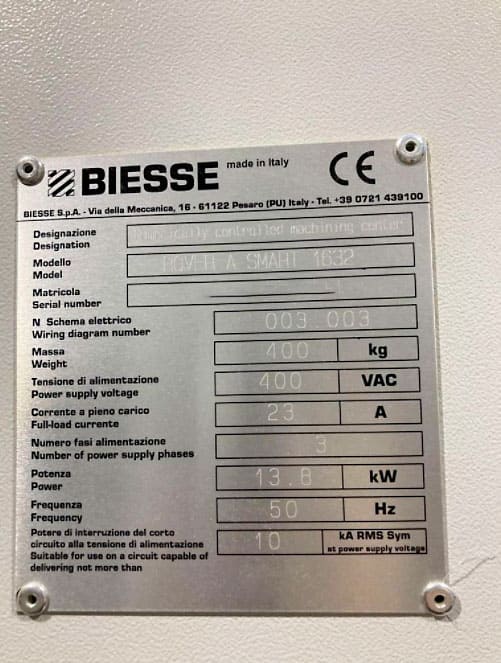 BIESSE made in Italy CE
BIESSE S.p.A. - Via della Meccanica, 16 - 61122 Pesaro (PU) Italy - Tel. +39 0721 439100
Designazione
Designation
Numerically controlled machining center
Modello
Model
ROVER A SMART 1632
Matricola
Serial number
N Schema elettrico
Wiring diagram number
003 003
Massa
Weight
400 kg
Tensione di alimentazione
Power supply voltage
400 VAC
Corrente a pieno carico
Full-load current
23 A
Numero fasi alimentazione
Number of power supply phases
3
Potenza
Power
13.8 kW
Frequenza
Frequency
50 Hz
Potere di interruzione del corto
circuito alla tensione di alimentazione
Suitable for use on a circuit capable of
delivering not more than
10 kA RMS Sym
at power supply voltage